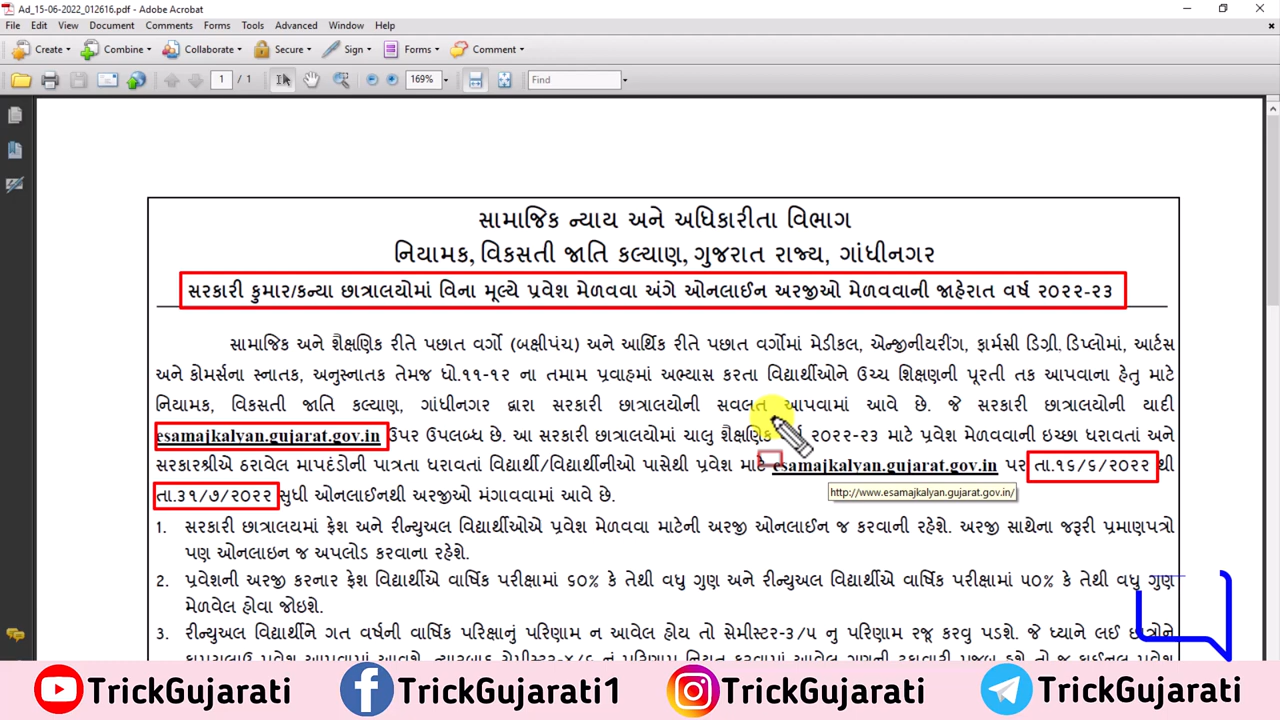 Ad_15-06-2022_012616.pdf - Adobe Acrobat
File Edit View Document Comments Forms Tools Advanced Window Help
Create Combine Collaborate Secure Sign Forms Comment
1 / 1 169% Find
સામાજિક ન્યાય અને અધિકારીતા વિભાગ
નિયામક, વિકસતી જાતિ કલ્યાણ, ગુજરાત રાજ્ય, ગાંધીનગર
સરકારી કુમાર/કન્યા છાત્રાલયોમાં વિના મૂલ્યે પ્રવેશ મેળવવા અંગે ઓનલાઈન અરજીઓ મેળવવાની જાહેરાત વર્ષ ૨૦૨૨-૨૩
સામાજિક અને શૈક્ષણિક રીતે પછાત વર્ગો (બક્ષીપંચ) અને આર્થિક રીતે પછાત વર્ગોમાં મેડીકલ, એન્જીનીયરીંગ, ફાર્મસી ડિગ્રી, ડિપ્લોમાં, આર્ટસ
અને કોમર્સના સ્નાતક, અનુસ્નાતક તેમજ ધો.૧૧-૧૨ ના તમામ પ્રવાહમાં અભ્યાસ કરતા વિદ્યાર્થીઓને ઉચ્ચ શિક્ષણની પૂરતી તક આપવાના હેતુ માટે
નિયામક, વિકસતી જાતિ કલ્યાણ, ગાંધીનગર દ્વારા સરકારી છાત્રાલયોની સવલત આપવામાં આવે છે. જે સરકારી છાત્રાલયોની યાદી
esamajkalyan.gujarat.gov.in ઉપર ઉપલબ્ધ છે. આ સરકારી છાત્રાલયોમાં ચાલુ શૈક્ષણિક વર્ષ ૨૦૨૨-૨૩ માટે પ્રવેશ મેળવવાની ઇચ્છા ધરાવતાં અને
સરકારશ્રીએ ઠરાવેલ માપદંડોની પાત્રતા ધરાવતાં વિદ્યાર્થી/વિદ્યાર્થીનીઓ પાસેથી પ્રવેશ માટે esamajkalyan.gujarat.gov.in પર તા.૧૬/૬/૨૦૨૨ થી
http://www.esamajkalyan.gujarat.gov.in/
તા.૩૧/૭/૨૦૨૨ સુધી ઓનલાઈનથી અરજીઓ મંગાવવામાં આવે છે.
1. સરકારી છાત્રાલયમાં ફ્રેશ અને રીન્યુઅલ વિદ્યાર્થીઓએ પ્રવેશ મેળવવા માટેની અરજી ઓનલાઈન જ કરવાની રહેશે. અરજી સાથેના જરૂરી પ્રમાણપત્રો
પણ ઓનલાઇન જ અપલોડ કરવાના રહેશે.
2. પ્રવેશની અરજી કરનાર ફ્રેશ વિદ્યાર્થીએ વાર્ષિક પરીક્ષામાં ૬૦% કે તેથી વધુ ગુણ અને રીન્યુઅલ વિદ્યાર્થીએ વાર્ષિક પરીક્ષામાં ૫૦% કે તેથી વધુ ગુણ
મેળવેલ હોવા જોઇશે.
3. રીન્યુઅલ વિદ્યાર્થીને ગત વર્ષની વાર્ષિક પરિક્ષાનું પરિણામ ન આવેલ હોય તો સેમીસ્ટર-૩/૫ નુ પરિણામ રજૂ કરવુ પડશે. જે ધ્યાને લઈ છાત્રોને
TrickGujarati TrickGujarati1 TrickGujarati TrickGujarati